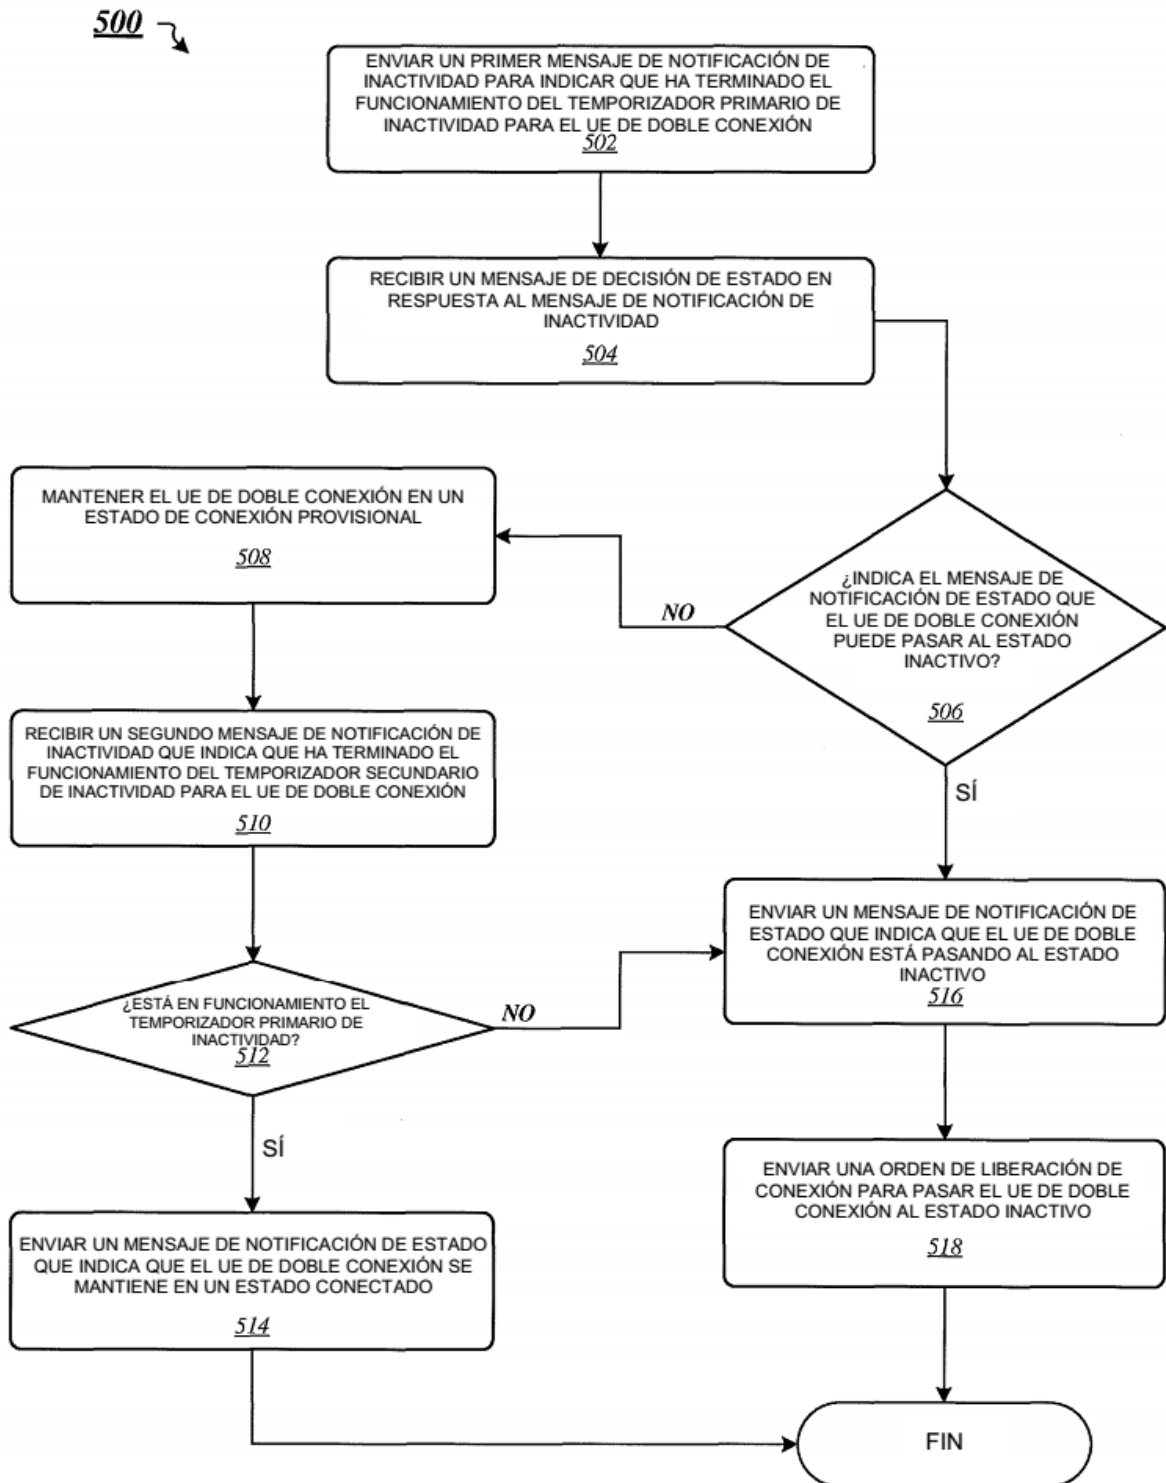 500
ENVIAR UN PRIMER MENSAJE DE NOTIFICACIÓN DE
INACTIVIDAD PARA INDICAR QUE HA TERMINADO EL
FUNCIONAMIENTO DEL TEMPORIZADOR PRIMARIO DE
INACTIVIDAD PARA EL UE DE DOBLE CONEXIÓN
502
RECIBIR UN MENSAJE DE DECISIÓN DE ESTADO EN
RESPUESTA AL MENSAJE DE NOTIFICACIÓN DE
INACTIVIDAD
504
¿INDICA EL MENSAJE DE
NOTIFICACIÓN DE ESTADO QUE
EL UE DE DOBLE CONEXIÓN
PUEDE PASAR AL ESTADO
INACTIVO?
506
NO
SÍ
MANTENER EL UE DE DOBLE CONEXIÓN EN UN
ESTADO DE CONEXIÓN PROVISIONAL
508
RECIBIR UN SEGUNDO MENSAJE DE NOTIFICACIÓN DE
INACTIVIDAD QUE INDICA QUE HA TERMINADO EL
FUNCIONAMIENTO DEL TEMPORIZADOR SECUNDARIO
DE INACTIVIDAD PARA EL UE DE DOBLE CONEXIÓN
510
¿ESTÁ EN FUNCIONAMIENTO EL
TEMPORIZADOR PRIMARIO DE
INACTIVIDAD?
512
NO
SÍ
ENVIAR UN MENSAJE DE NOTIFICACIÓN DE ESTADO
QUE INDICA QUE EL UE DE DOBLE CONEXIÓN SE
MANTIENE EN UN ESTADO CONECTADO
514
ENVIAR UN MENSAJE DE NOTIFICACIÓN DE
ESTADO QUE INDICA QUE EL UE DE DOBLE
CONEXIÓN ESTÁ PASANDO AL ESTADO
INACTIVO
516
ENVIAR UNA ORDEN DE LIBERACIÓN DE
CONEXIÓN PARA PASAR EL UE DE DOBLE
CONEXIÓN AL ESTADO INACTIVO
518
FIN